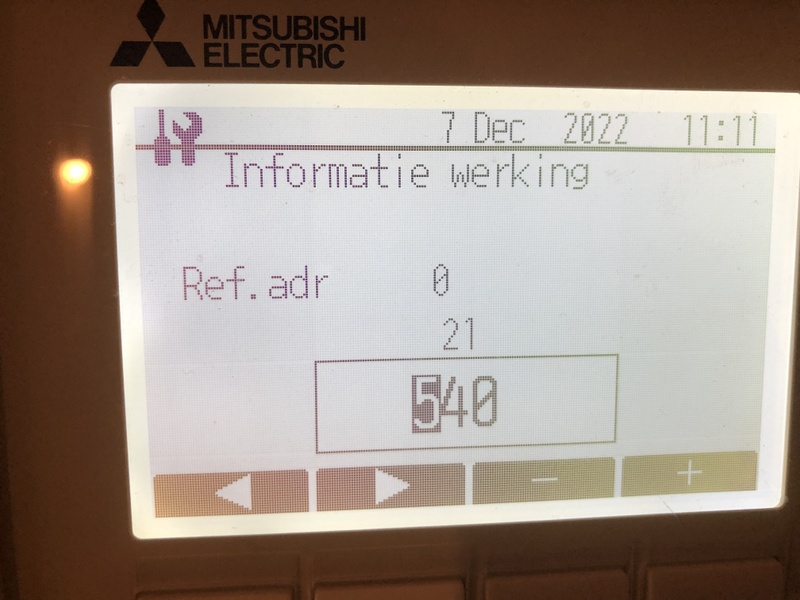 MITSUBISHI
ELECTRIC
7 Dec 2022 11:11
Informatie werking
Ref.adr 0
21
540
- +